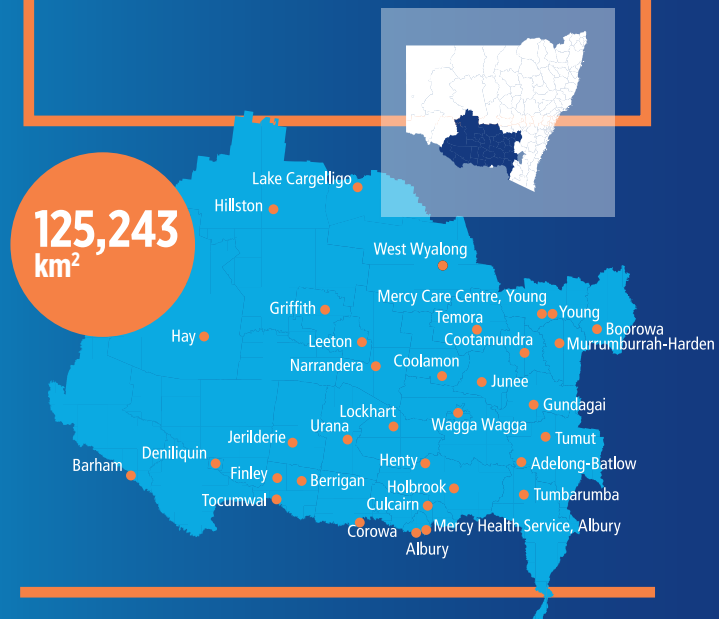 125,243
km²
Lake Cargelligo
Hillston
West Wyalong
Mercy Care Centre, Young
Griffith
Temora
Young
Boorowa
Hay
Leeton
Cootamundra
Murrumburrah-Harden
Narrandera
Coolamon
Junee
Lockhart
Gundagai
Urana
Wagga Wagga
Jerilderie
Tumut
Deniliquin
Barham
Henty
Adelong-Batlow
Finley
Berrigan
Holbrook
Tumbarumba
Tocumwal
Culcairn
Corowa
Mercy Health Service, Albury
Albury